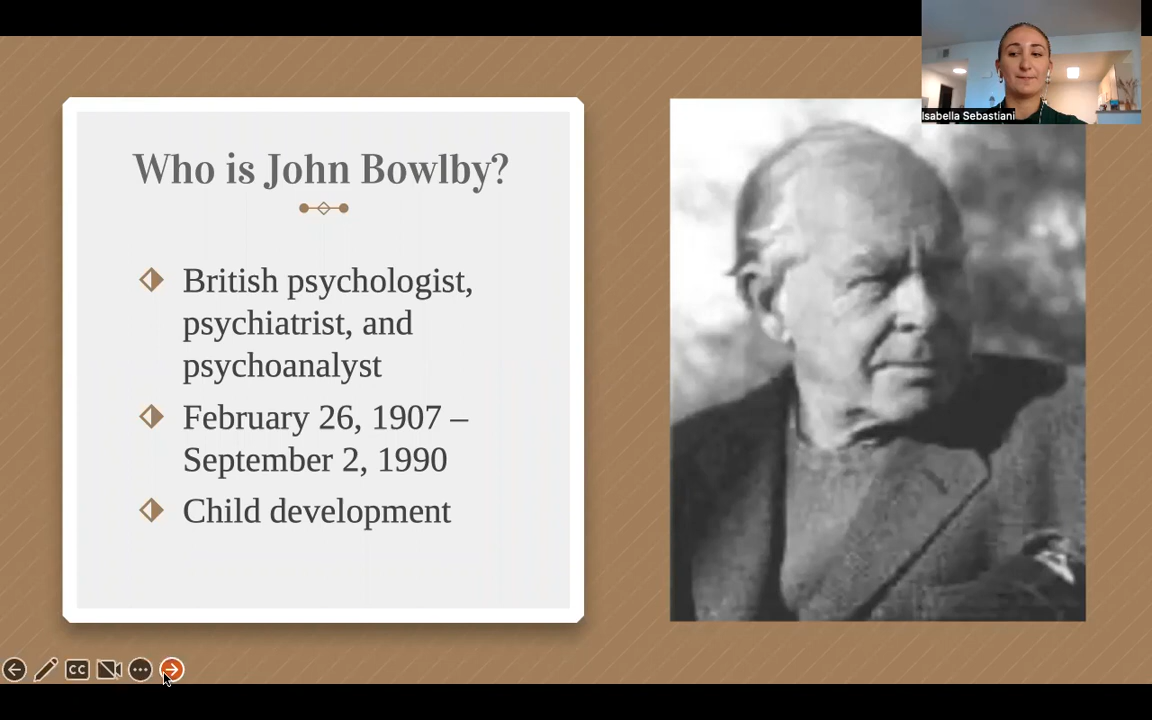 Isabella Sebastiani
Who is John Bowlby?
British psychologist,
psychiatrist, and
psychoanalyst
February 26, 1907 –
September 2, 1990
Child development
CC